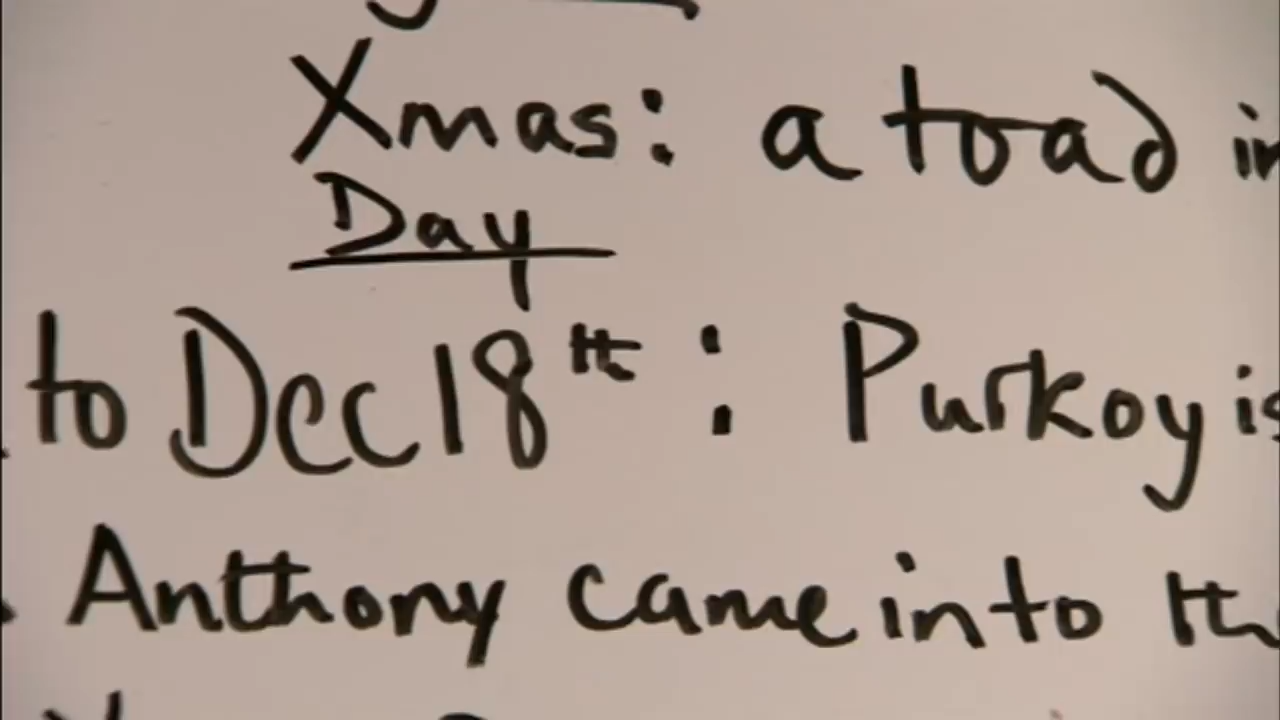 Xmas: a toad in
Day
to Dec 18th: Purkoy is
Anthony came into th